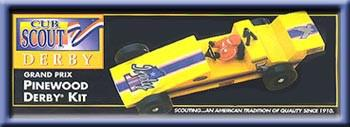 CUB
SCOUT
DERBY
GRAND PRIX
PINEWOOD
DERBY® KIT
SCOUTING...AN AMERICAN TRADITION OF QUALITY SINCE 1910.